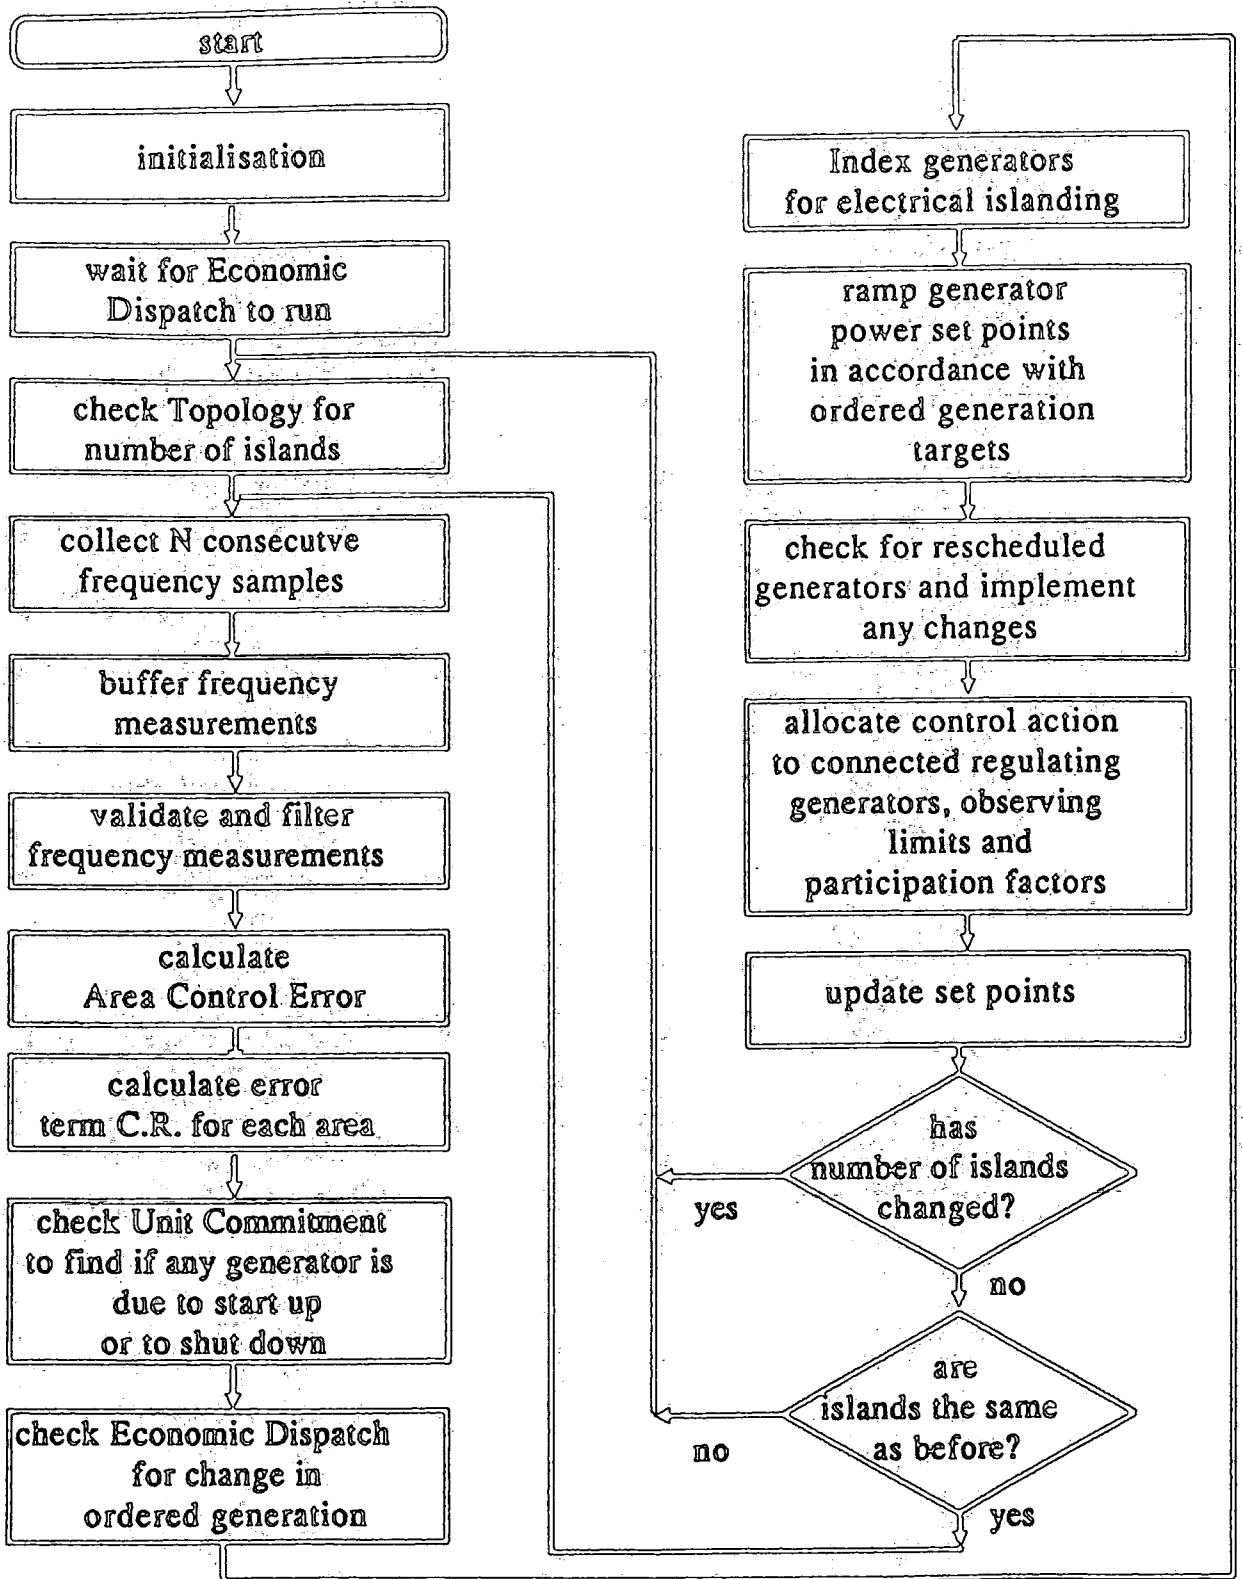 start
initialisation
wait for Economic
Dispatch to run
check Topology for
number of islands
collect N consecutve
frequency samples
buffer frequency
measurements
validate and filter
frequency measurements
calculate
Area Control Error
calculate error
term C.R. for each area
check Unit Commitment
to find if any generator is
due to start up
or to shut down
check Economic Dispatch
for change in
ordered generation
Index generators
for electrical islanding
ramp generator
power set points
in accordance with
ordered generation
targets
check for rescheduled
generators and implement
any changes
allocate control action
to connected regulating
generators, observing
limits and
participation factors
update set points
has
number of islands
changed?
yes
no
are
islands the same
as before?
no
yes